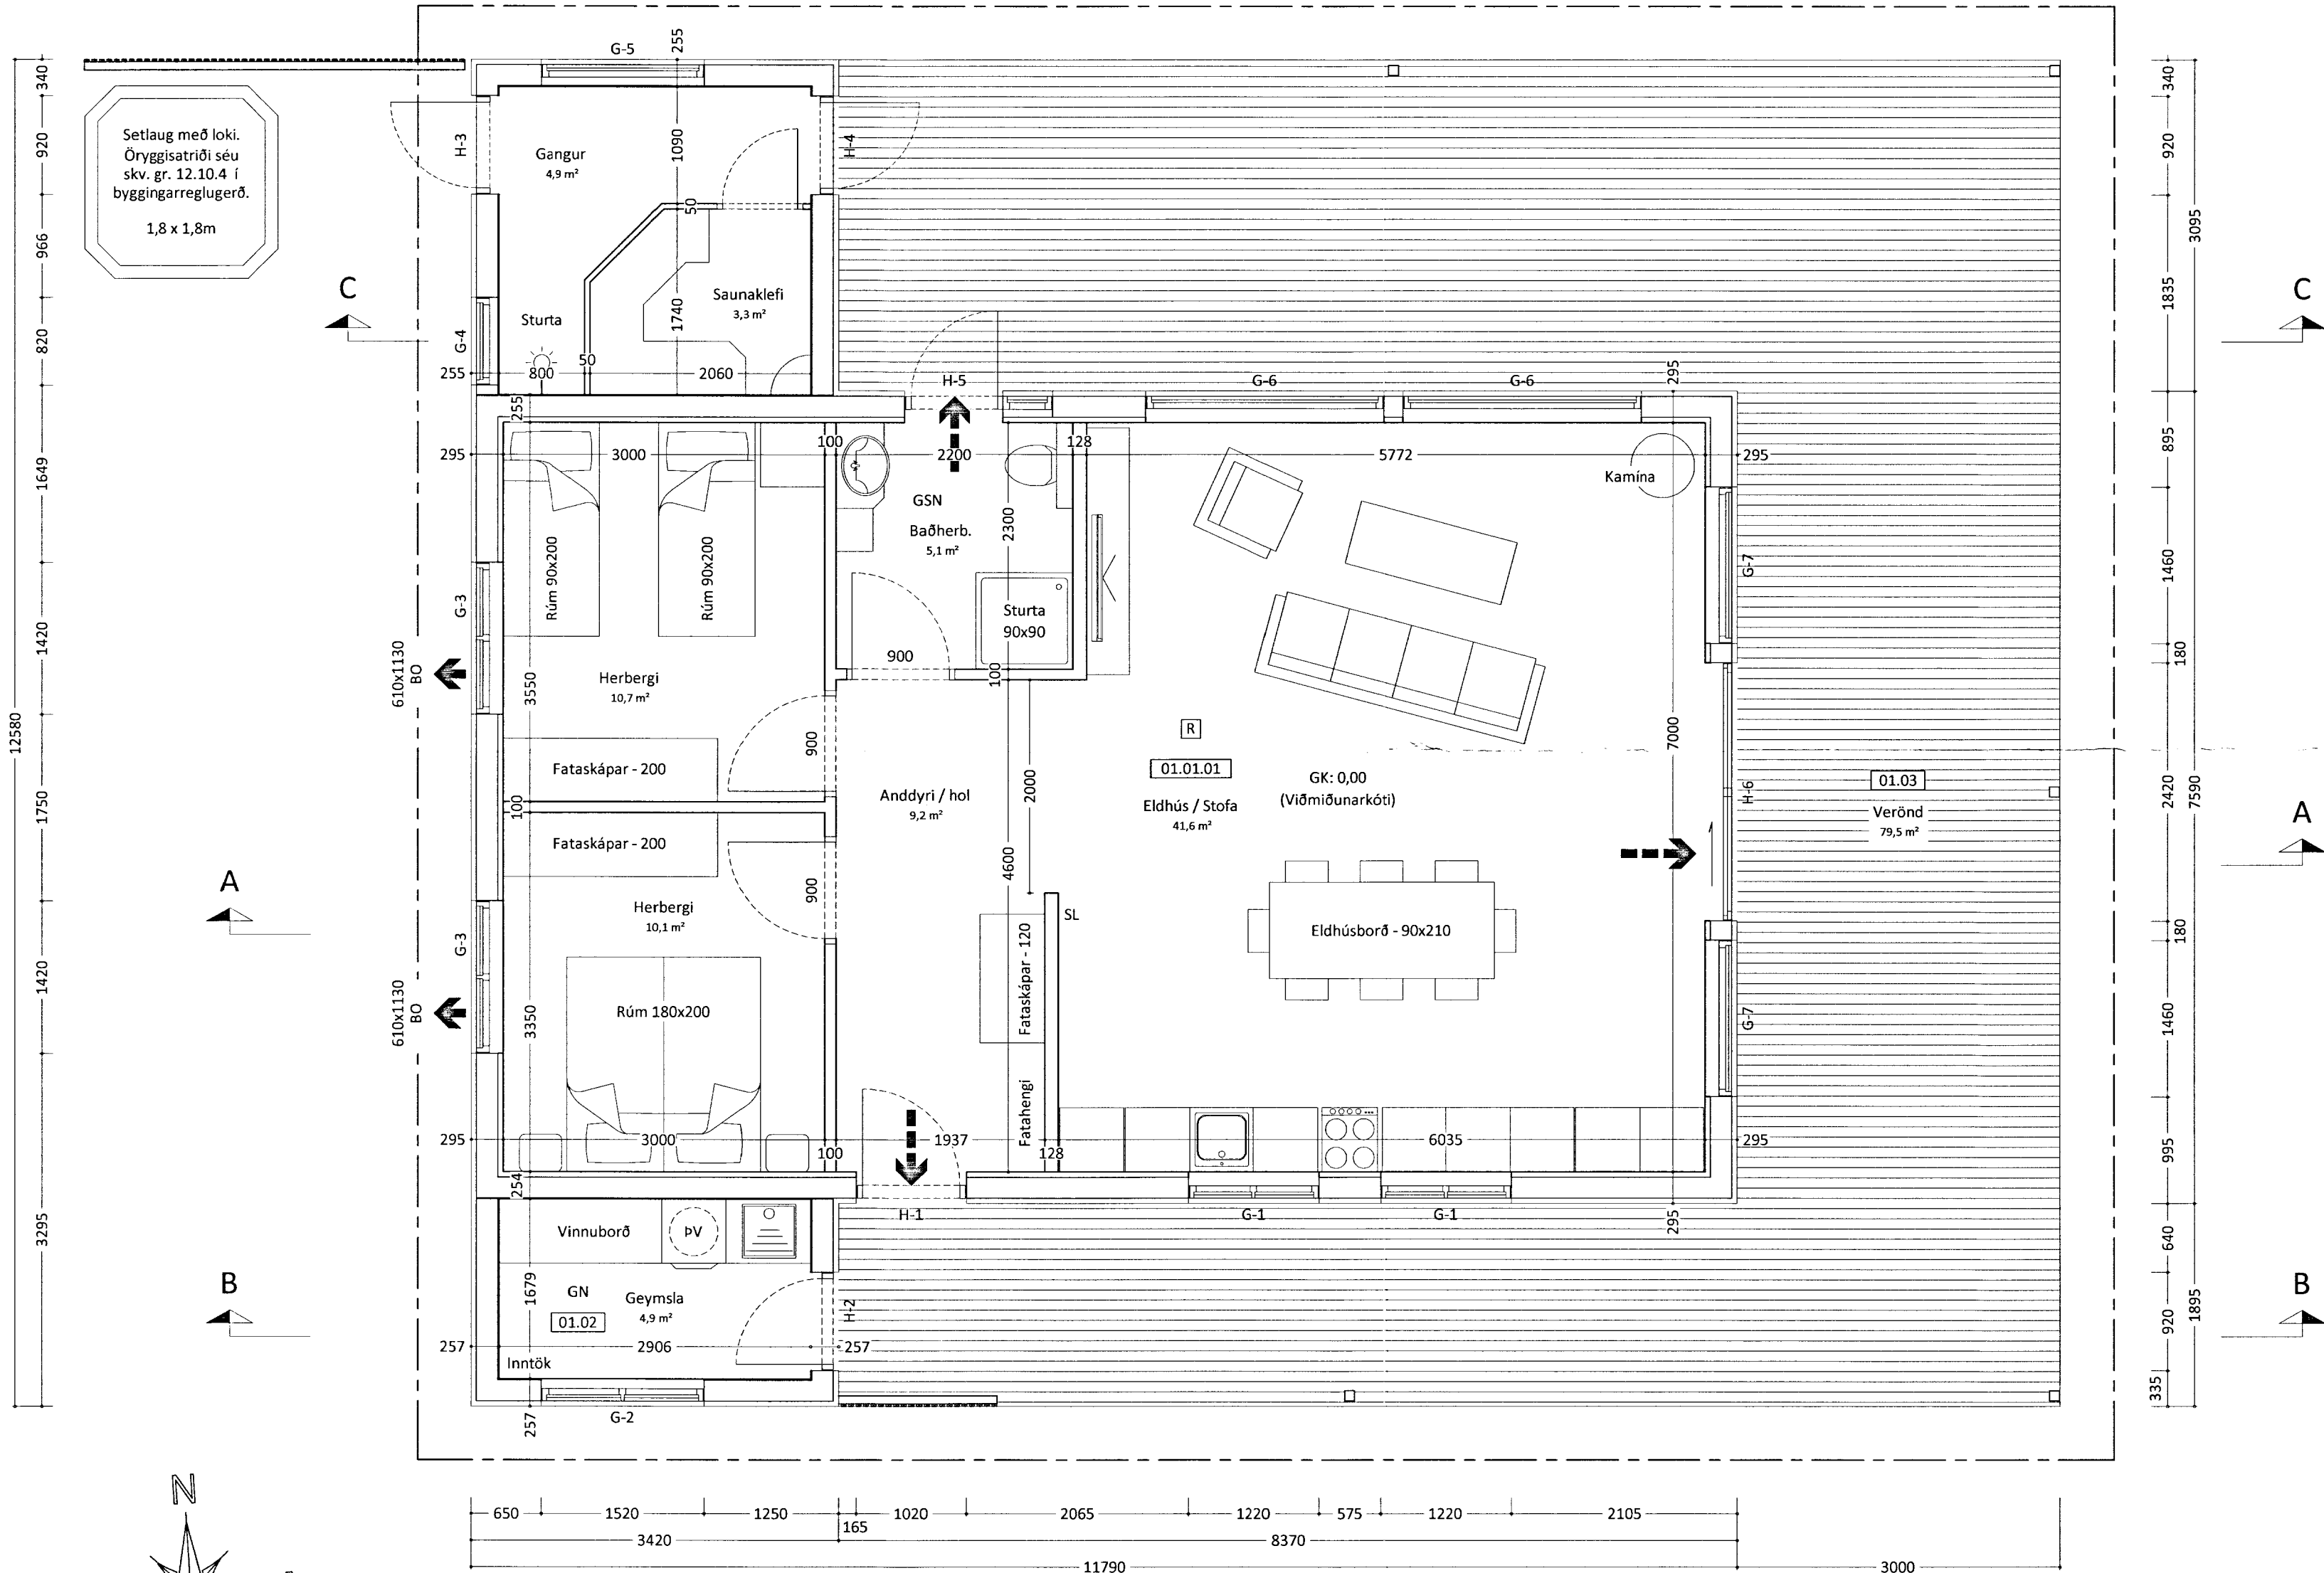 G-5
255
340
920
966
820
1649
1420
1750
1420
3295
12580
Setlaug með loki.
Öryggisatriði séu
skv. gr. 12.10.4 í
byggingarreglugerð.
1,8 x 1,8m
H-3
Gangur
4,9 m²
1090
H-4
50
Saunaklefi
3,3 m²
1740
Sturta
G-4
50
255
800
2060
C
C
340
920
3095
1835
H-5
G-6
G-6
295
255
295
3000
100
2200
128
5772
295
895
Kamína
GSN
Baðherb.
5,1 m²
2300
Rúm 90x200
Rúm 90x200
Sturta
90x90
900
100
G-3
610x1130
BO
Herbergi
10,7 m²
3550
900
Fataskápar - 200
100
G-7
1460
180
7000
R
01.01.01
GK: 0,00
(Viðmiðunarkóti)
Eldhús / Stofa
41,6 m²
2000
Anddyri / hol
9,2 m²
4600
H-6
01.03
Verönd
79,5 m²
2420
7590
A
A
Fataskápar - 200
900
Herbergi
10,1 m²
G-3
610x1130
BO
Rúm 180x200
3350
SL
Fataskápar - 120
Fatahengi
Eldhúsborð - 90x210
180
G-7
1460
995
295
3000
100
1937
128
6035
295
254
H-1
G-1
G-1
295
Vinnuborð
ÞV
1679
GN
Geymsla
4,9 m²
01.02
H-2
257
2906
257
Inntök
G-2
257
B
B
640
920
1895
335
N
650
1520
1250
165
1020
2065
1220
575
1220
2105
3420
8370
11790
3000